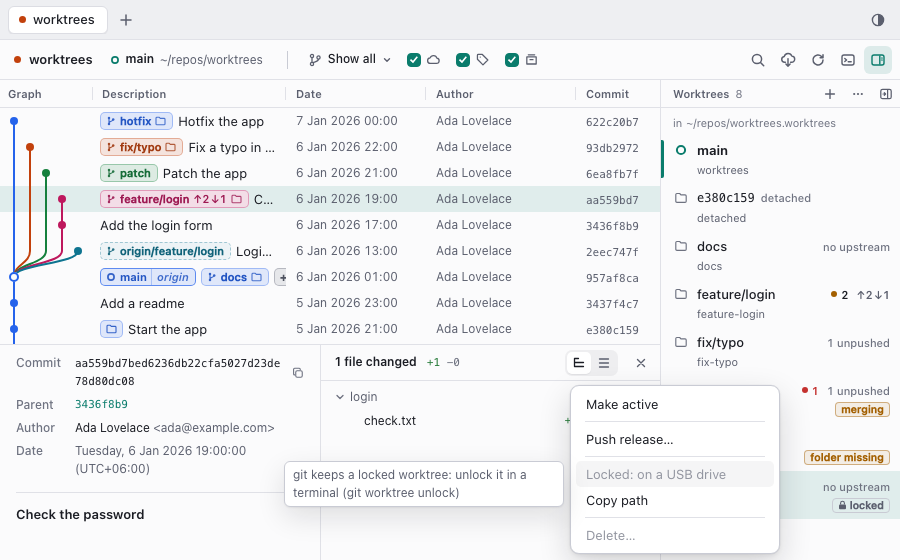 worktrees
worktrees main ~/repos/worktrees Show all
Graph Description Date Author Commit
hotfix Hotfix the app 7 Jan 2026 00:00 Ada Lovelace 622c20b7
fix/typo Fix a typo in ... 6 Jan 2026 22:00 Ada Lovelace 93db2972
patch Patch the app 6 Jan 2026 21:00 Ada Lovelace 6ea8fb7f
feature/login ↑2↓1 C... 6 Jan 2026 19:00 Ada Lovelace aa559bd7
Add the login form 6 Jan 2026 19:00 Ada Lovelace 3436f8b9
origin/feature/login Logi... 6 Jan 2026 13:00 Ada Lovelace 2eec747f
main origin docs + 6 Jan 2026 01:00 Ada Lovelace 957af8ca
Add a readme 5 Jan 2026 23:00 Ada Lovelace 3437f4c7
Start the app 5 Jan 2026 21:00 Ada Lovelace e380c159
Worktrees 8
in ~/repos/worktrees.worktrees
main
worktrees
e380c159 detached
detached
docs no upstream
docs
feature/login 2 ↑2↓1
feature-login
fix/typo 1 unpushed
fix-typo
1 1 unpushed
merging
folder missing
no upstream
locked
Commit aa559bd7bed6236db22cfa5027d23de
78d80dc08
Parent 3436f8b9
Author Ada Lovelace <ada@example.com>
Date Tuesday, 6 Jan 2026 19:00:00
(UTC+06:00)
Check the password
1 file changed +1 −0
login
check.txt +
git keeps a locked worktree: unlock it in a
terminal (git worktree unlock)
Make active
Push release...
Locked: on a USB drive
Copy path
Delete...